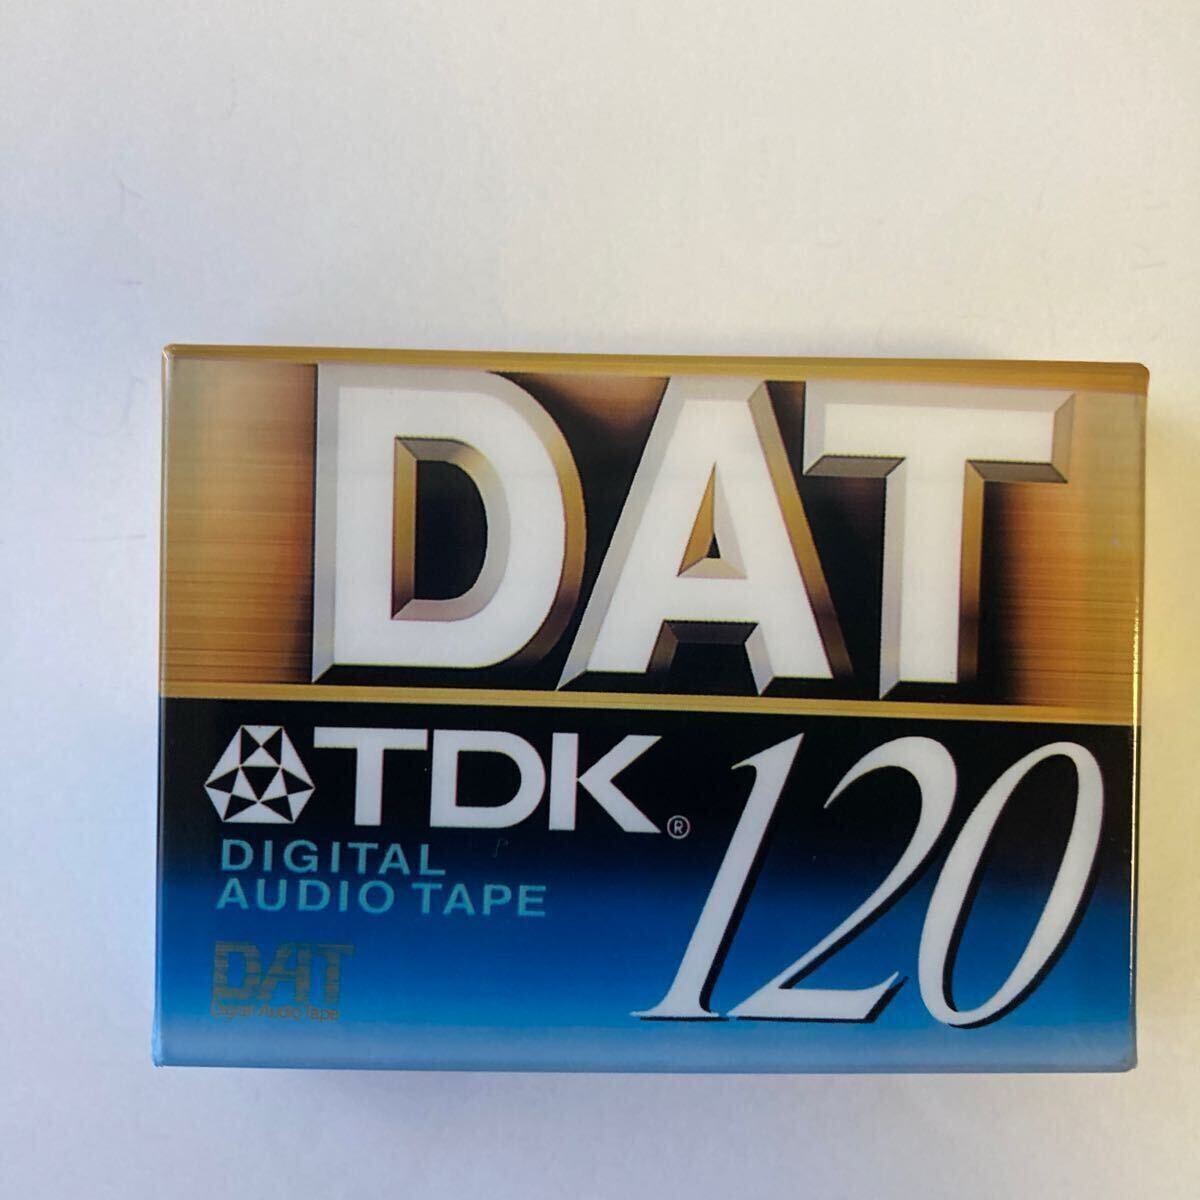 DAT
TDK®
120
DIGITAL
AUDIO TAPE
DAT
Digital Audio Tape